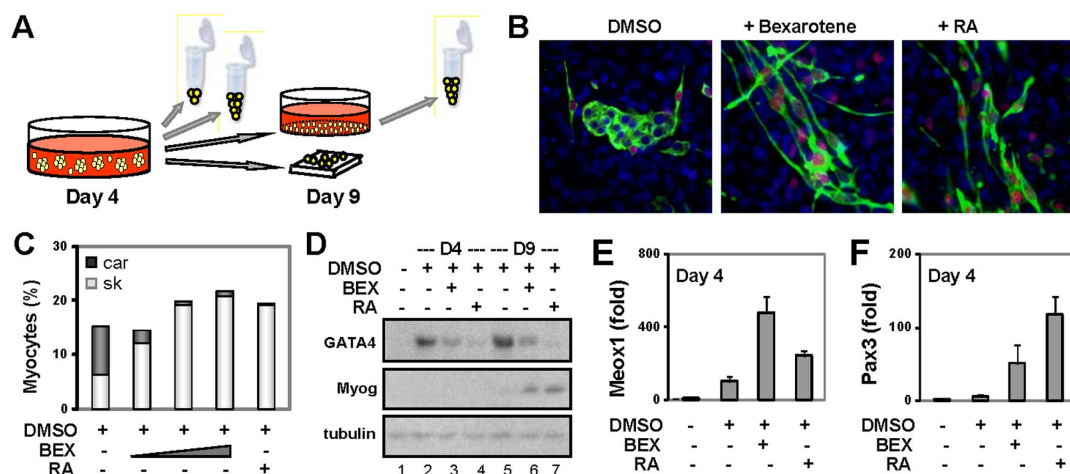 A
Day 4
Day 9
B
DMSO
+ Bexarotene
+ RA
C
Myocytes (%)
30
20
10
0
car
sk
DMSO + + + + +
BEX - -
RA - - - - +
D
--- D4 --- --- D9 ---
DMSO - + + + + + +
BEX - - + - - + -
RA - - - + - - +
GATA4
Myog
tubulin
1 2 3 4 5 6 7
E
Day 4
Meox1 (fold)
800
400
0
DMSO - + + +
BEX - - + -
RA - - - +
F
Day 4
Pax3 (fold)
200
100
0
DMSO - + + +
BEX - - + -
RA - - - +